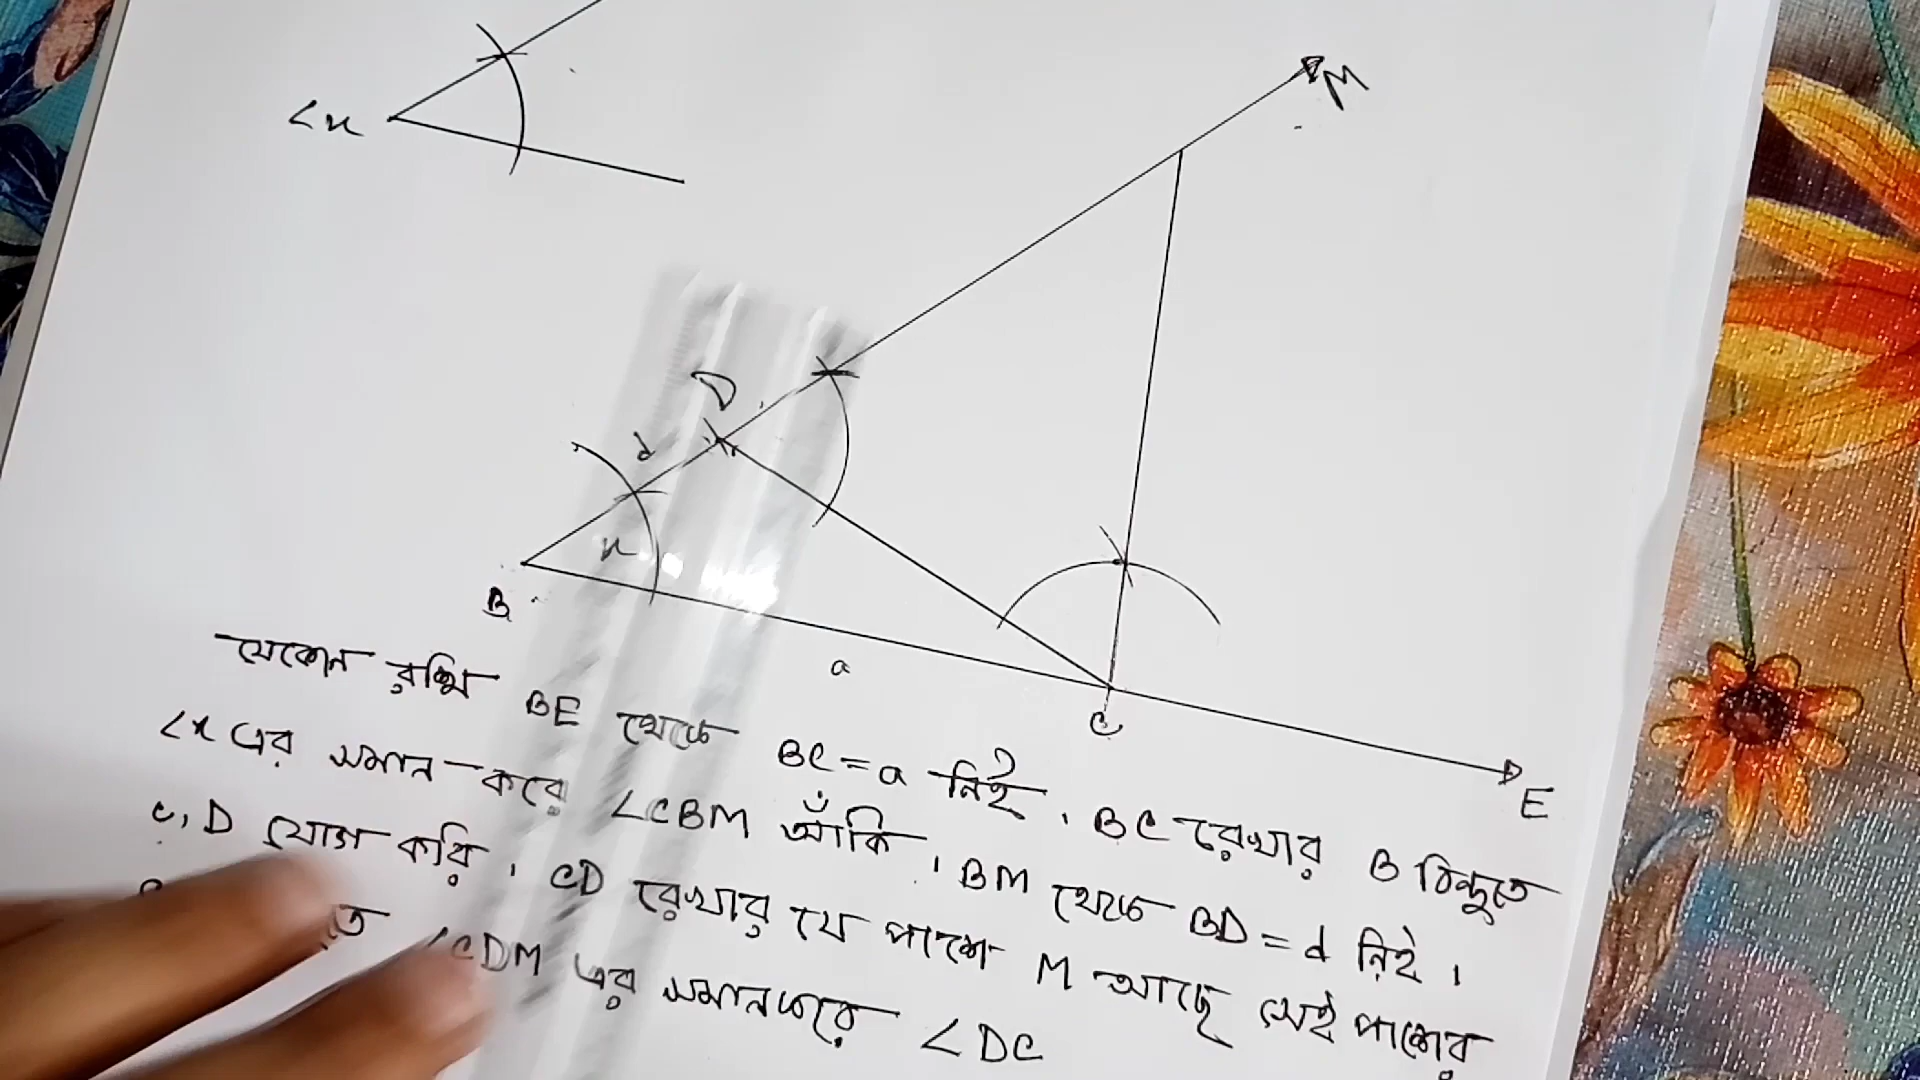 ∠x
M
D
d
x
B
a
C
E
যেকোন রশ্মি BE থেকে BC = a নিই, BC রেখার B বিন্দুতে
∠x এর সমান করে ∠CBM আঁকি, BM থেকে BD = d নিই।
C, D যোগ করি, CD রেখার যে পাশে M আছে সেই পাশের
∠CDM এর সমান করে ∠DC